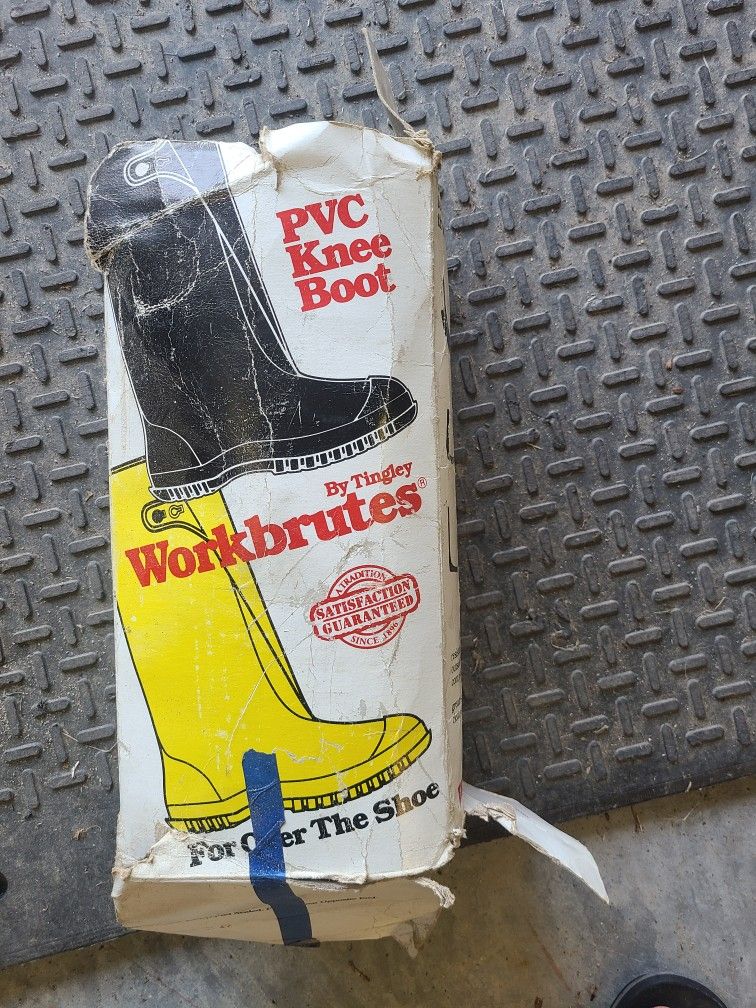 PVC
Knee
Boot
By Tingley
Workbrutes®
A TRADITION
SATISFACTION
GUARANTEED
SINCE 1896
For Over The Shoe